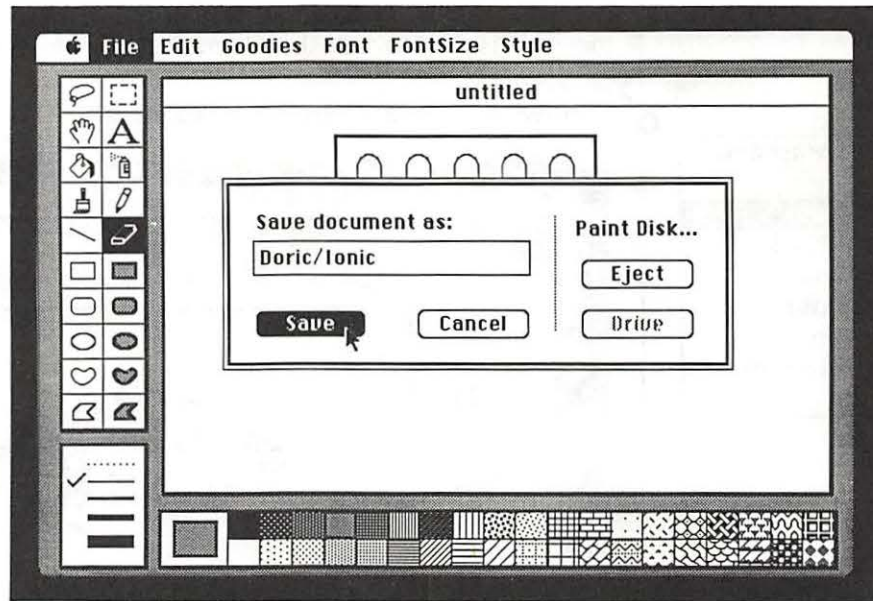 File Edit Goodies Font FontSize Style
untitled
A
Save document as:
Doric/Ionic
Save
Cancel
Paint Disk...
Eject
Drive